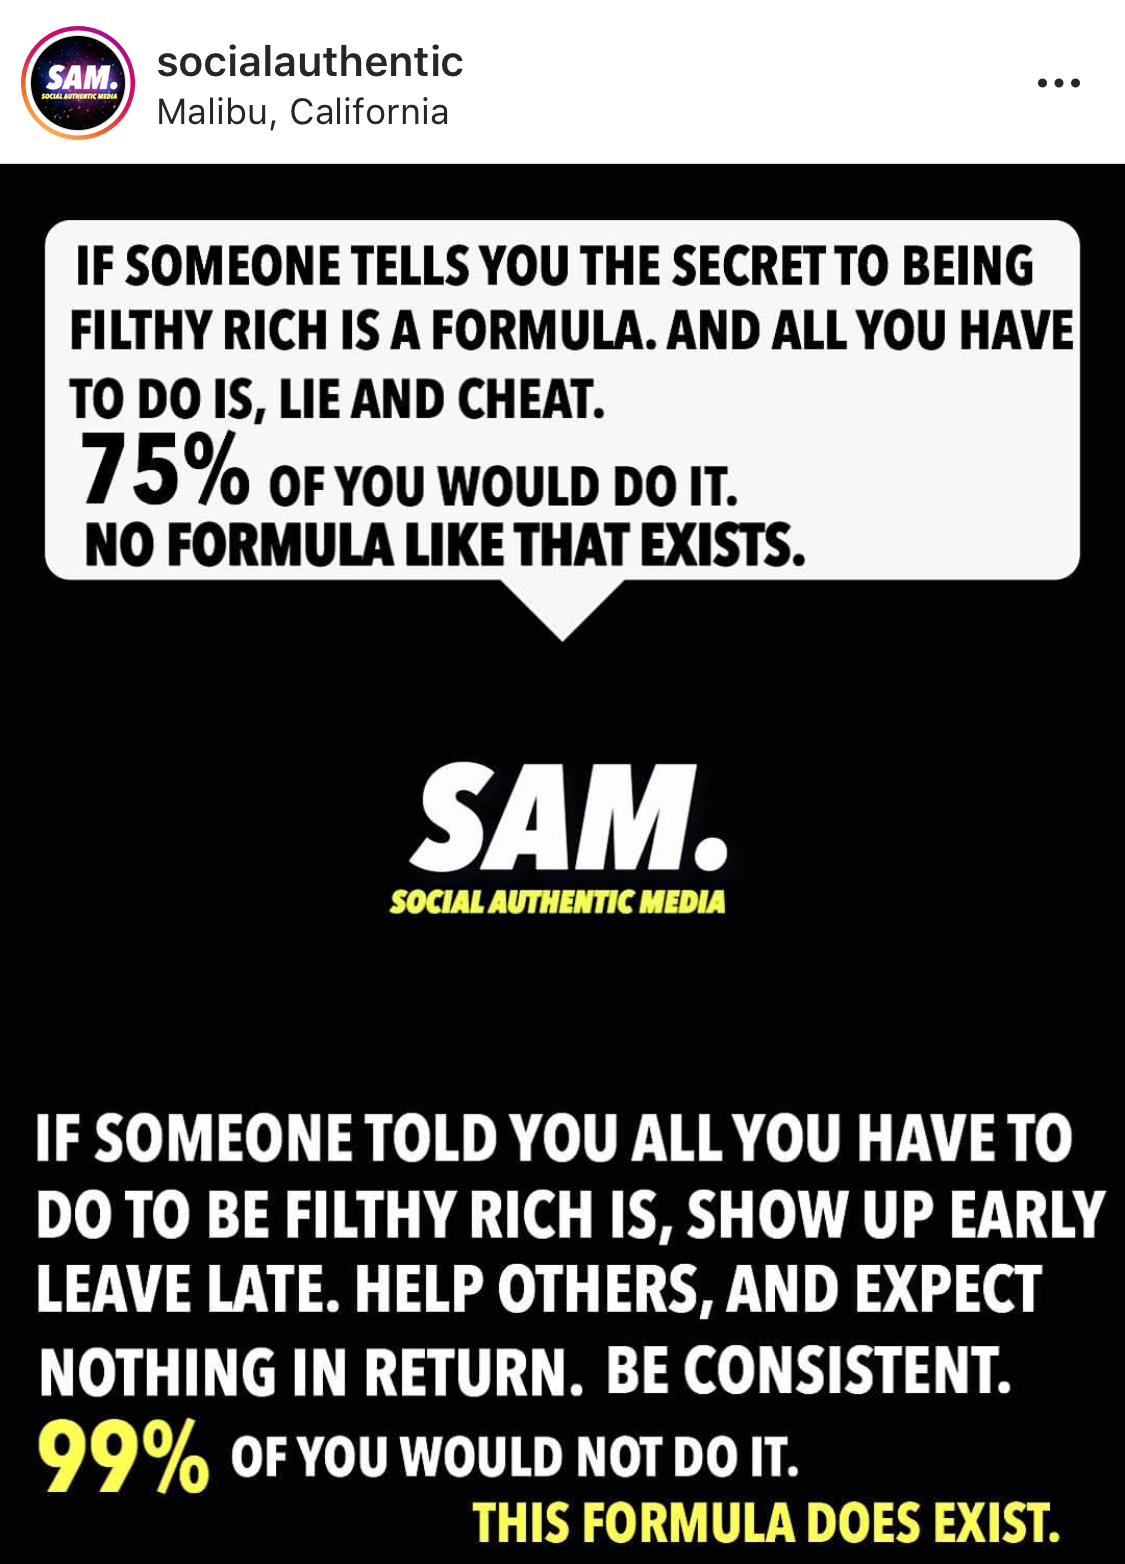 SAM.
SOCIAL AUTHENTIC MEDIA
socialauthentic
Malibu, California
IF SOMEONE TELLS YOU THE SECRET TO BEING
FILTHY RICH IS A FORMULA. AND ALL YOU HAVE
TO DO IS, LIE AND CHEAT.
75% OF YOU WOULD DO IT.
NO FORMULA LIKE THAT EXISTS.
SAM.
SOCIAL AUTHENTIC MEDIA
IF SOMEONE TOLD YOU ALL YOU HAVE TO
DO TO BE FILTHY RICH IS, SHOW UP EARLY
LEAVE LATE. HELP OTHERS, AND EXPECT
NOTHING IN RETURN. BE CONSISTENT.
99% OF YOU WOULD NOT DO IT.
THIS FORMULA DOES EXIST.